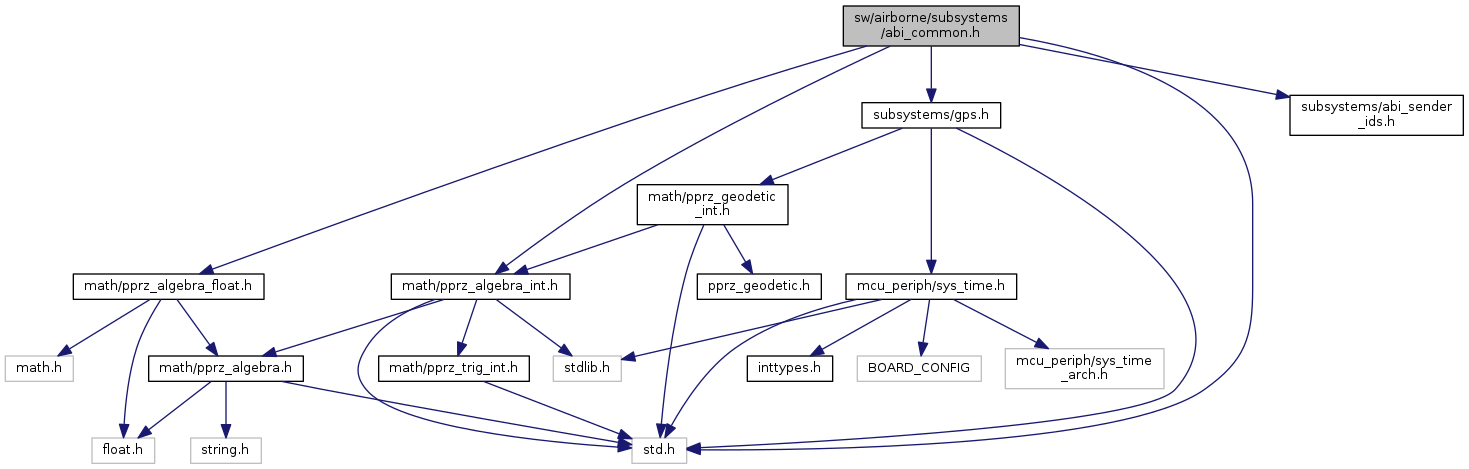 sw/airborne/subsystems
/abi_common.h
subsystems/gps.h
subsystems/abi_sender
_ids.h
math/pprz_geodetic
_int.h
math/pprz_algebra_float.h
math/pprz_algebra_int.h
pprz_geodetic.h
mcu_periph/sys_time.h
math.h
math/pprz_algebra.h
math/pprz_trig_int.h
stdlib.h
inttypes.h
BOARD_CONFIG
mcu_periph/sys_time
_arch.h
float.h
string.h
std.h